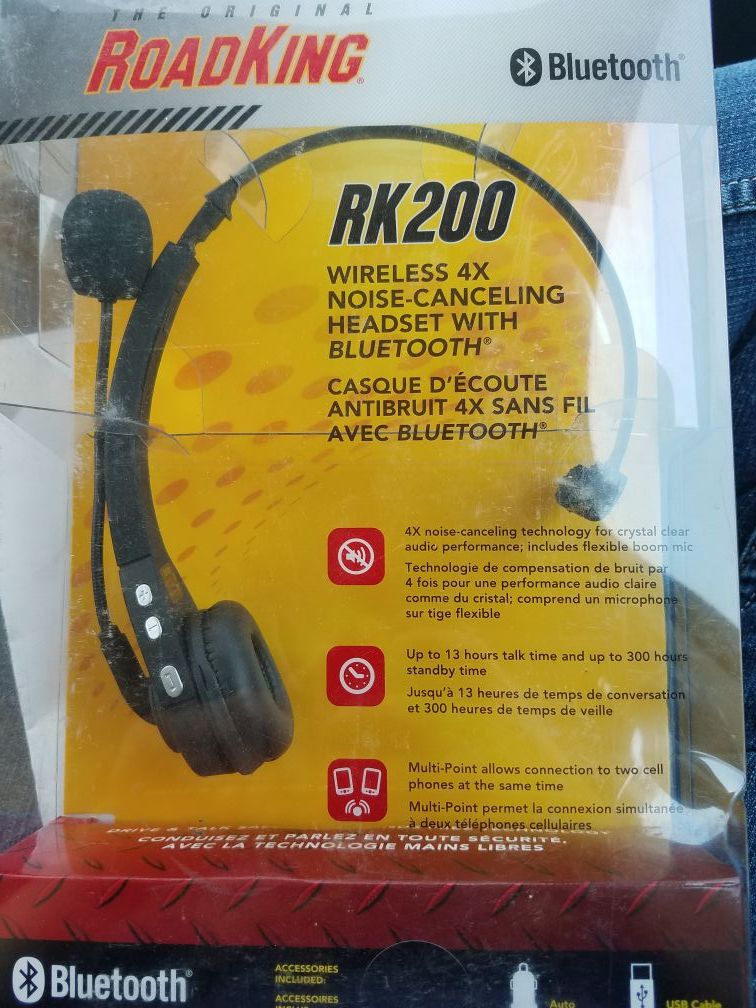 THE ORIGINAL
ROADKING®
Bluetooth®
RK200
WIRELESS 4X
NOISE-CANCELING
HEADSET WITH
BLUETOOTH®
CASQUE D'ÉCOUTE
ANTIBRUIT 4X SANS FIL
AVEC BLUETOOTH®
4X noise-canceling technology for crystal clear
audio performance; includes flexible boom mic
Technologie de compensation de bruit par
4 fois pour une performance audio claire
comme du cristal; comprend un microphone
sur tige flexible
Up to 13 hours talk time and up to 300 hours
standby time
Jusqu'à 13 heures de temps de conversation
et 300 heures de temps de veille
Multi-Point allows connection to two cell
phones at the same time
Multi-Point permet la connexion simultanée
à deux téléphones cellulaires
DRIVE &
CONDUISEZ ET PARLEZ EN TOUTE SÉCURITÉ,
AVEC LA TECHNOLOGIE MAINS LIBRES
Bluetooth®
ACCESSORIES
INCLUDED:
ACCESSOIRES
Auto
USB Cable